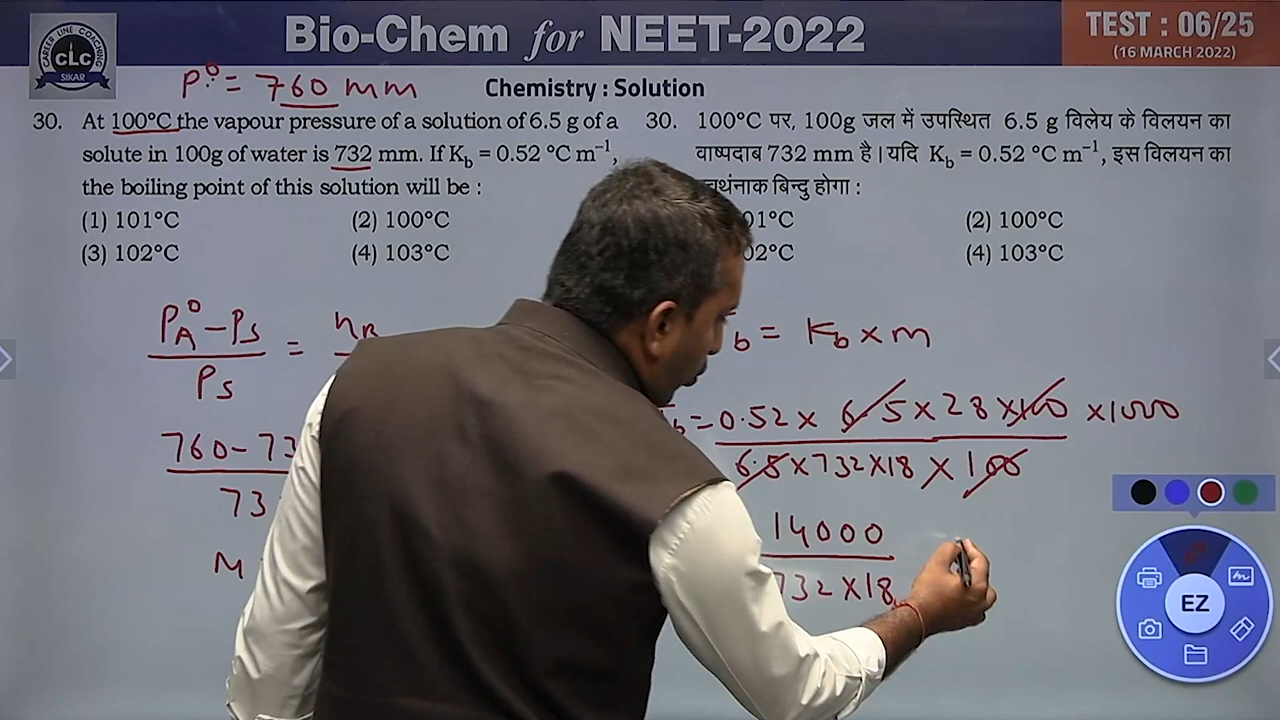 Bio-Chem for NEET-2022
TEST : 06/25
(16 MARCH 2022)
CAREER LINE COACHING
CLC
SIKAR
P° = 760 mm
Chemistry : Solution
30. At 100°C the vapour pressure of a solution of 6.5 g of a
solute in 100g of water is 732 mm. If Kb = 0.52 °C m⁻¹,
the boiling point of this solution will be :
(1) 101°C (2) 100°C
(3) 102°C (4) 103°C
30. 100°C पर, 100g जल में उपस्थित 6.5 g विलेय के विलयन का
वाष्पदाब 732 mm है। यदि Kb = 0.52 °C m⁻¹, इस विलयन का
बिन्दु होगा :
(2) 100°C
(4) 103°C
P°A – Ps
=
Ps
760 – 73
73
M
b = Kb × m
b = 0.52 × 6.5 × 28 × 100 × 1000
6.5 × 732 × 18 × 100
14000
732 × 18
EZ